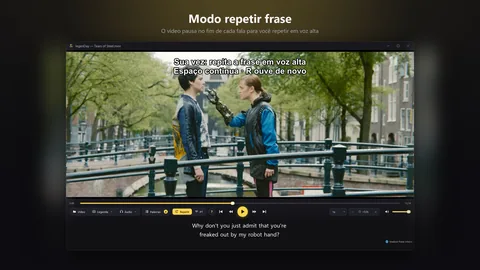 Modo repetir frase
O vídeo pausa no fim de cada fala para você repetir em voz alta
Sua vez: repita a frase em voz alta
Espaço continua · R ouve de novo
Why don't you just admit that you're
freaked out by my robot hand?